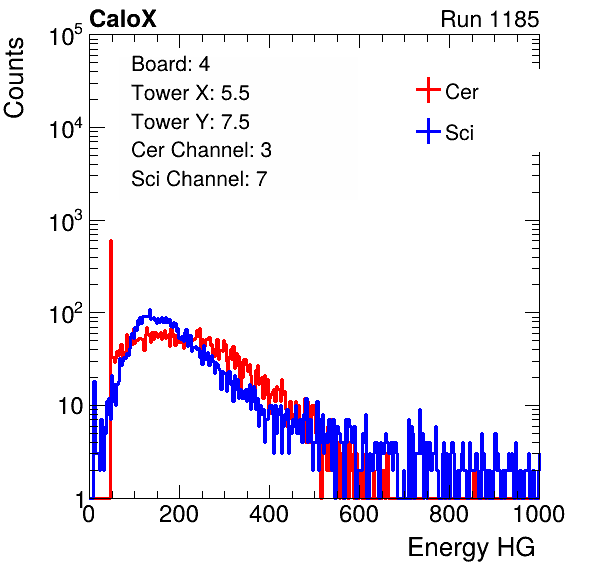 CaloX Run 1185
Counts
10^5
10^4
10^3
10^2
10
1
Board: 4
Tower X: 5.5
Tower Y: 7.5
Cer Channel: 3
Sci Channel: 7
Cer
Sci
0 200 400 600 800 1000
Energy HG